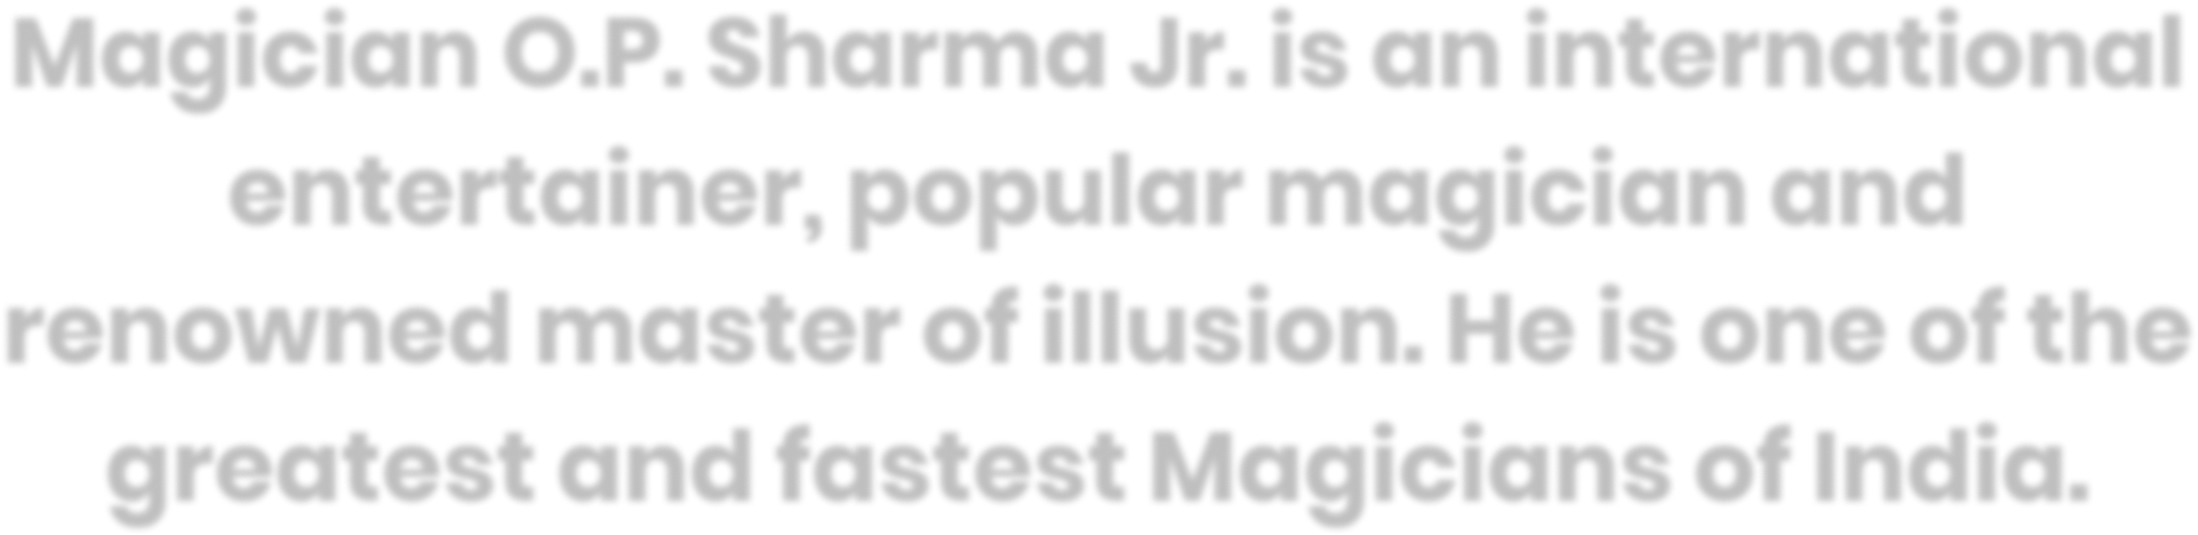 Magician O.P. Sharma Jr. is an international
entertainer, popular magician and
renowned master of illusion. He is one of the
greatest and fastest Magicians of India.